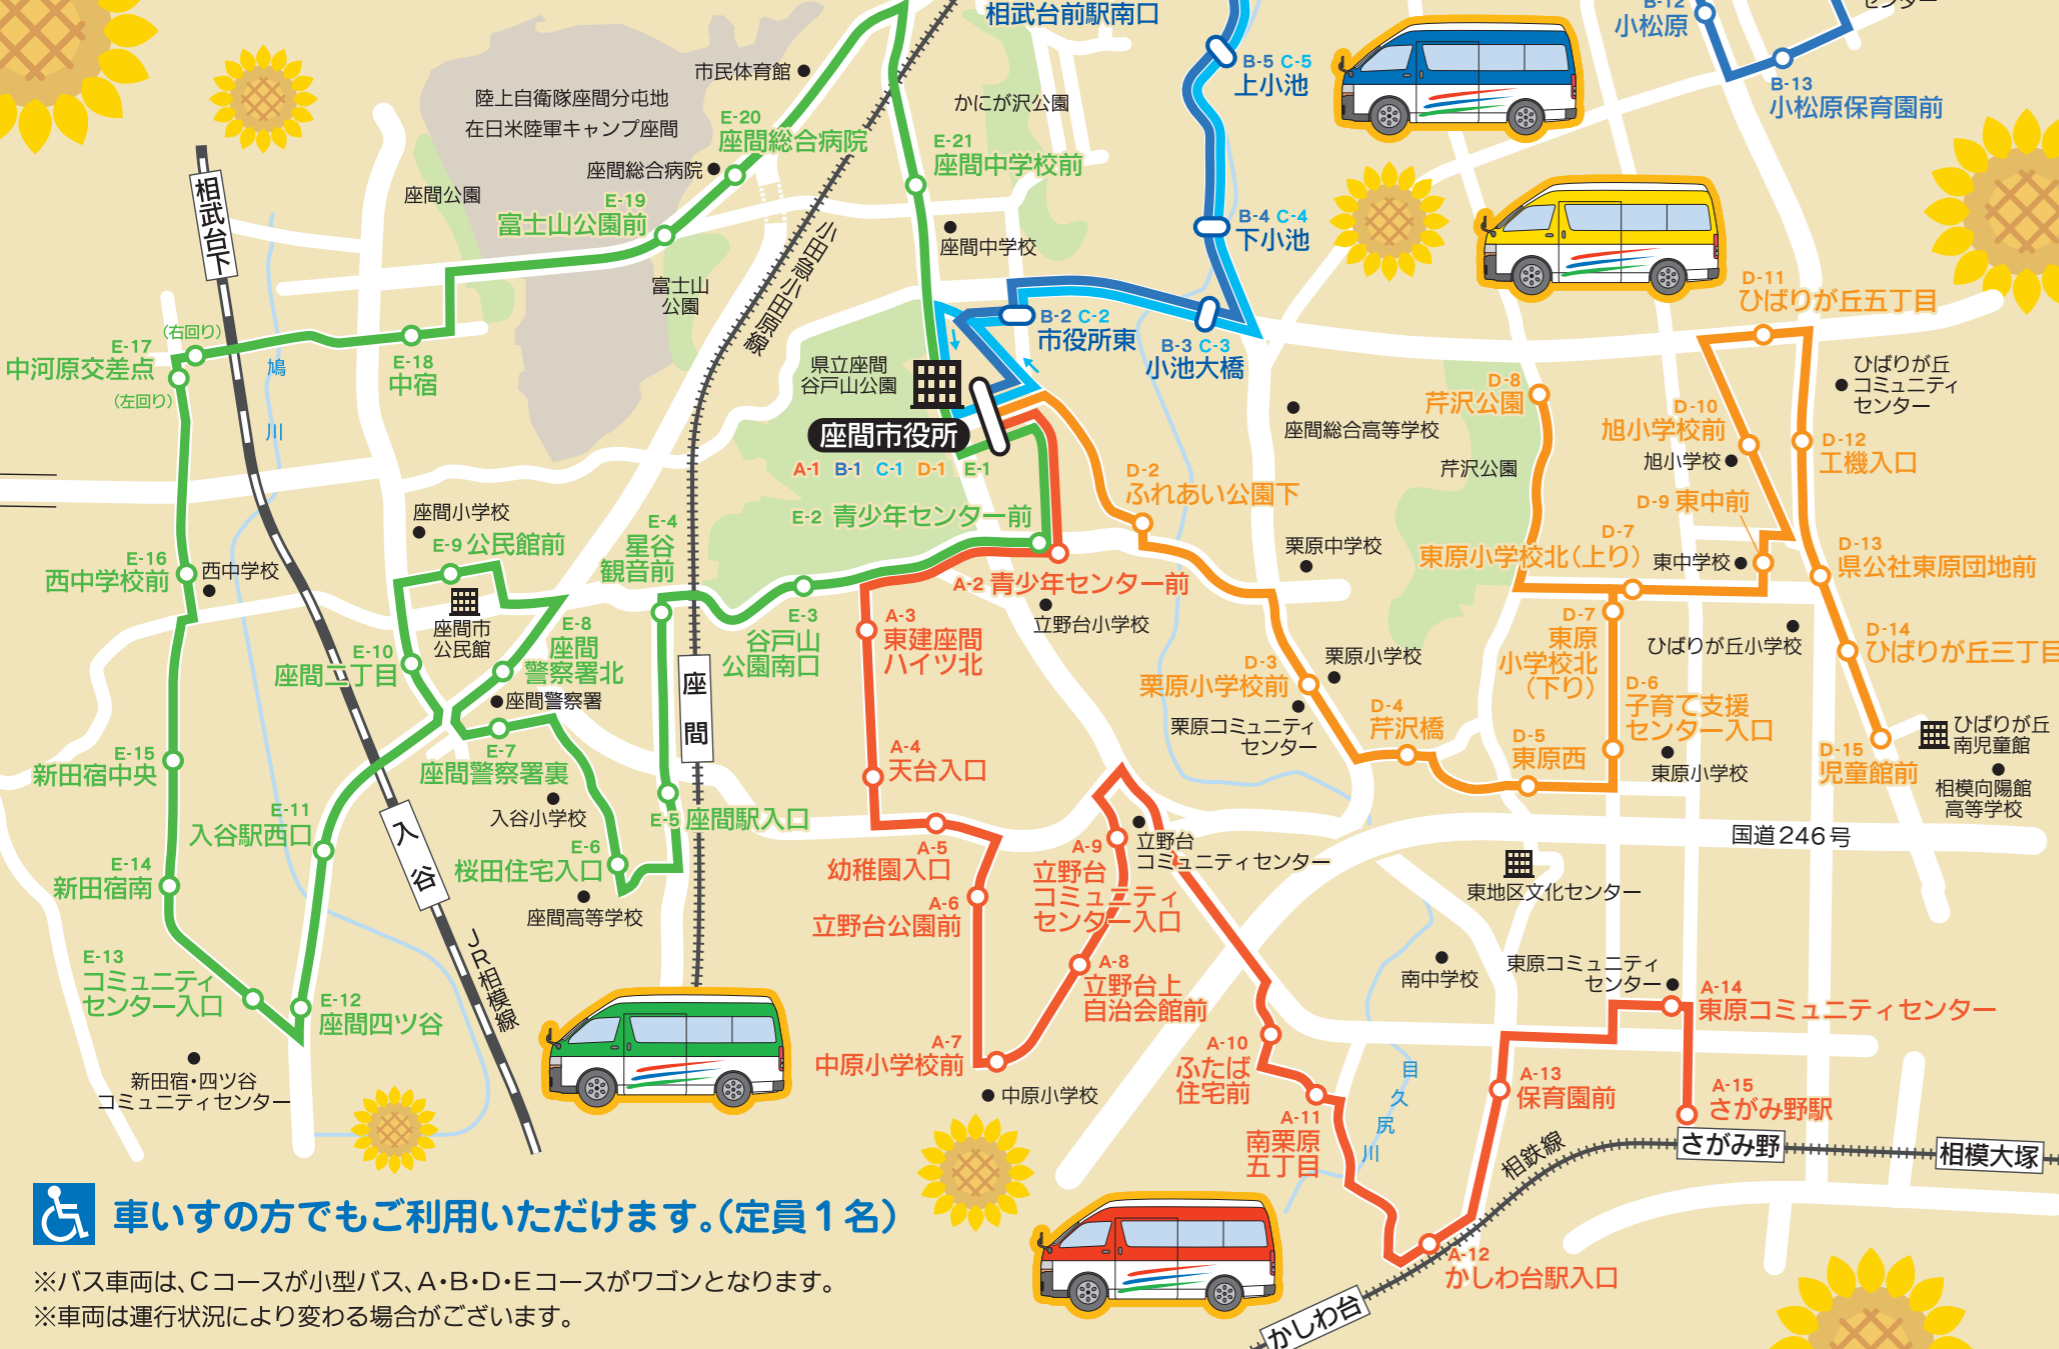 相武台前駅南口
B-12
小松原
センター
市民体育館
陸上自衛隊座間分屯地
在日米陸軍キャンプ座間
かにが沢公園
B-5 C-5
上小池
B-13
小松原保育園前
E-20
座間総合病院
座間総合病院
E-21
座間中学校前
座間公園
E-19
富士山公園前
座間中学校
B-4 C-4
下小池
相武台下
小田急小田原線
富士山
公園
D-11
ひばりが丘五丁目
(右回り)
E-17
中河原交差点
(左回り)
鳩川
E-18
中宿
県立座間
谷戸山公園
B-2 C-2
市役所東
B-3 C-3
小池大橋
座間市役所
A-1 B-1 C-1 D-1 E-1
D-8
芹沢公園
座間総合高等学校
芹沢公園
D-10
旭小学校前
旭小学校
ひばりが丘
コミュニティ
センター
D-12
工機入口
D-2
ふれあい公園下
D-9 東中前
座間小学校
E-9 公民館前
E-4
星谷
観音前
E-2 青少年センター前
栗原中学校
D-7
東原小学校北(上り)
東中学校
D-13
県公社東原団地前
E-16
西中学校前
西中学校
座間市
公民館
A-2 青少年センター前
立野台小学校
E-3
谷戸山
公園南口
A-3
東建座間
ハイツ北
E-8
座間
警察署北
E-10
座間二丁目
座間警察署
座間
D-3
栗原小学校前
栗原小学校
栗原コミュニティ
センター
D-7
東原
小学校北
(下り)
ひばりが丘小学校
D-14
ひばりが丘三丁目
D-6
子育て支援
センター入口
D-4
芹沢橋
D-5
東原西
東原小学校
ひばりが丘
南児童館
D-15
児童館前
相模向陽館
高等学校
E-15
新田宿中央
E-7
座間警察署裏
A-4
天台入口
入谷小学校
E-11
入谷駅西口
E-5 座間駅入口
国道246号
E-6
桜田住宅入口
入谷
A-5
幼稚園入口
A-9
立野台
コミュニティ
センター入口
立野台
コミュニティセンター
E-14
新田宿南
座間高等学校
A-6
立野台公園前
東地区文化センター
E-13
コミュニティ
センター入口
E-12
座間四ツ谷
JR相模線
A-8
立野台上
自治会館前
南中学校
東原コミュニティ
センター
A-14
東原コミュニティセンター
A-7
中原小学校前
中原小学校
A-10
ふたば
住宅前
目久尻川
A-13
保育園前
A-15
さがみ野駅
新田宿・四ツ谷
コミュニティセンター
A-11
南栗原
五丁目
相鉄線
さがみ野
相模大塚
車いすの方でもご利用いただけます。(定員1名)
A-12
かしわ台駅入口
かしわ台
※バス車両は、Cコースが小型バス、A・B・D・Eコースがワゴンとなります。
※車両は運行状況により変わる場合がございます。